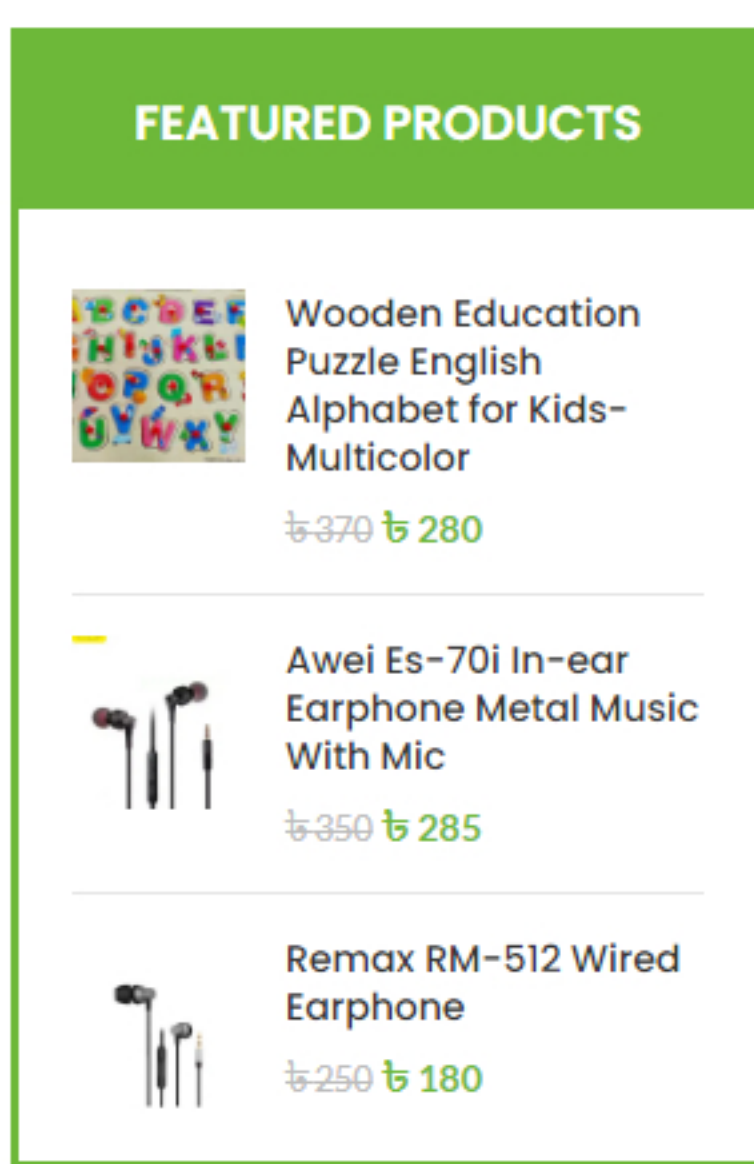 FEATURED PRODUCTS
Wooden Education
Puzzle English
Alphabet for Kids-
Multicolor
৳ 370 ৳ 280
Awei Es-70i In-ear
Earphone Metal Music
With Mic
৳ 350 ৳ 285
Remax RM-512 Wired
Earphone
৳ 250 ৳ 180